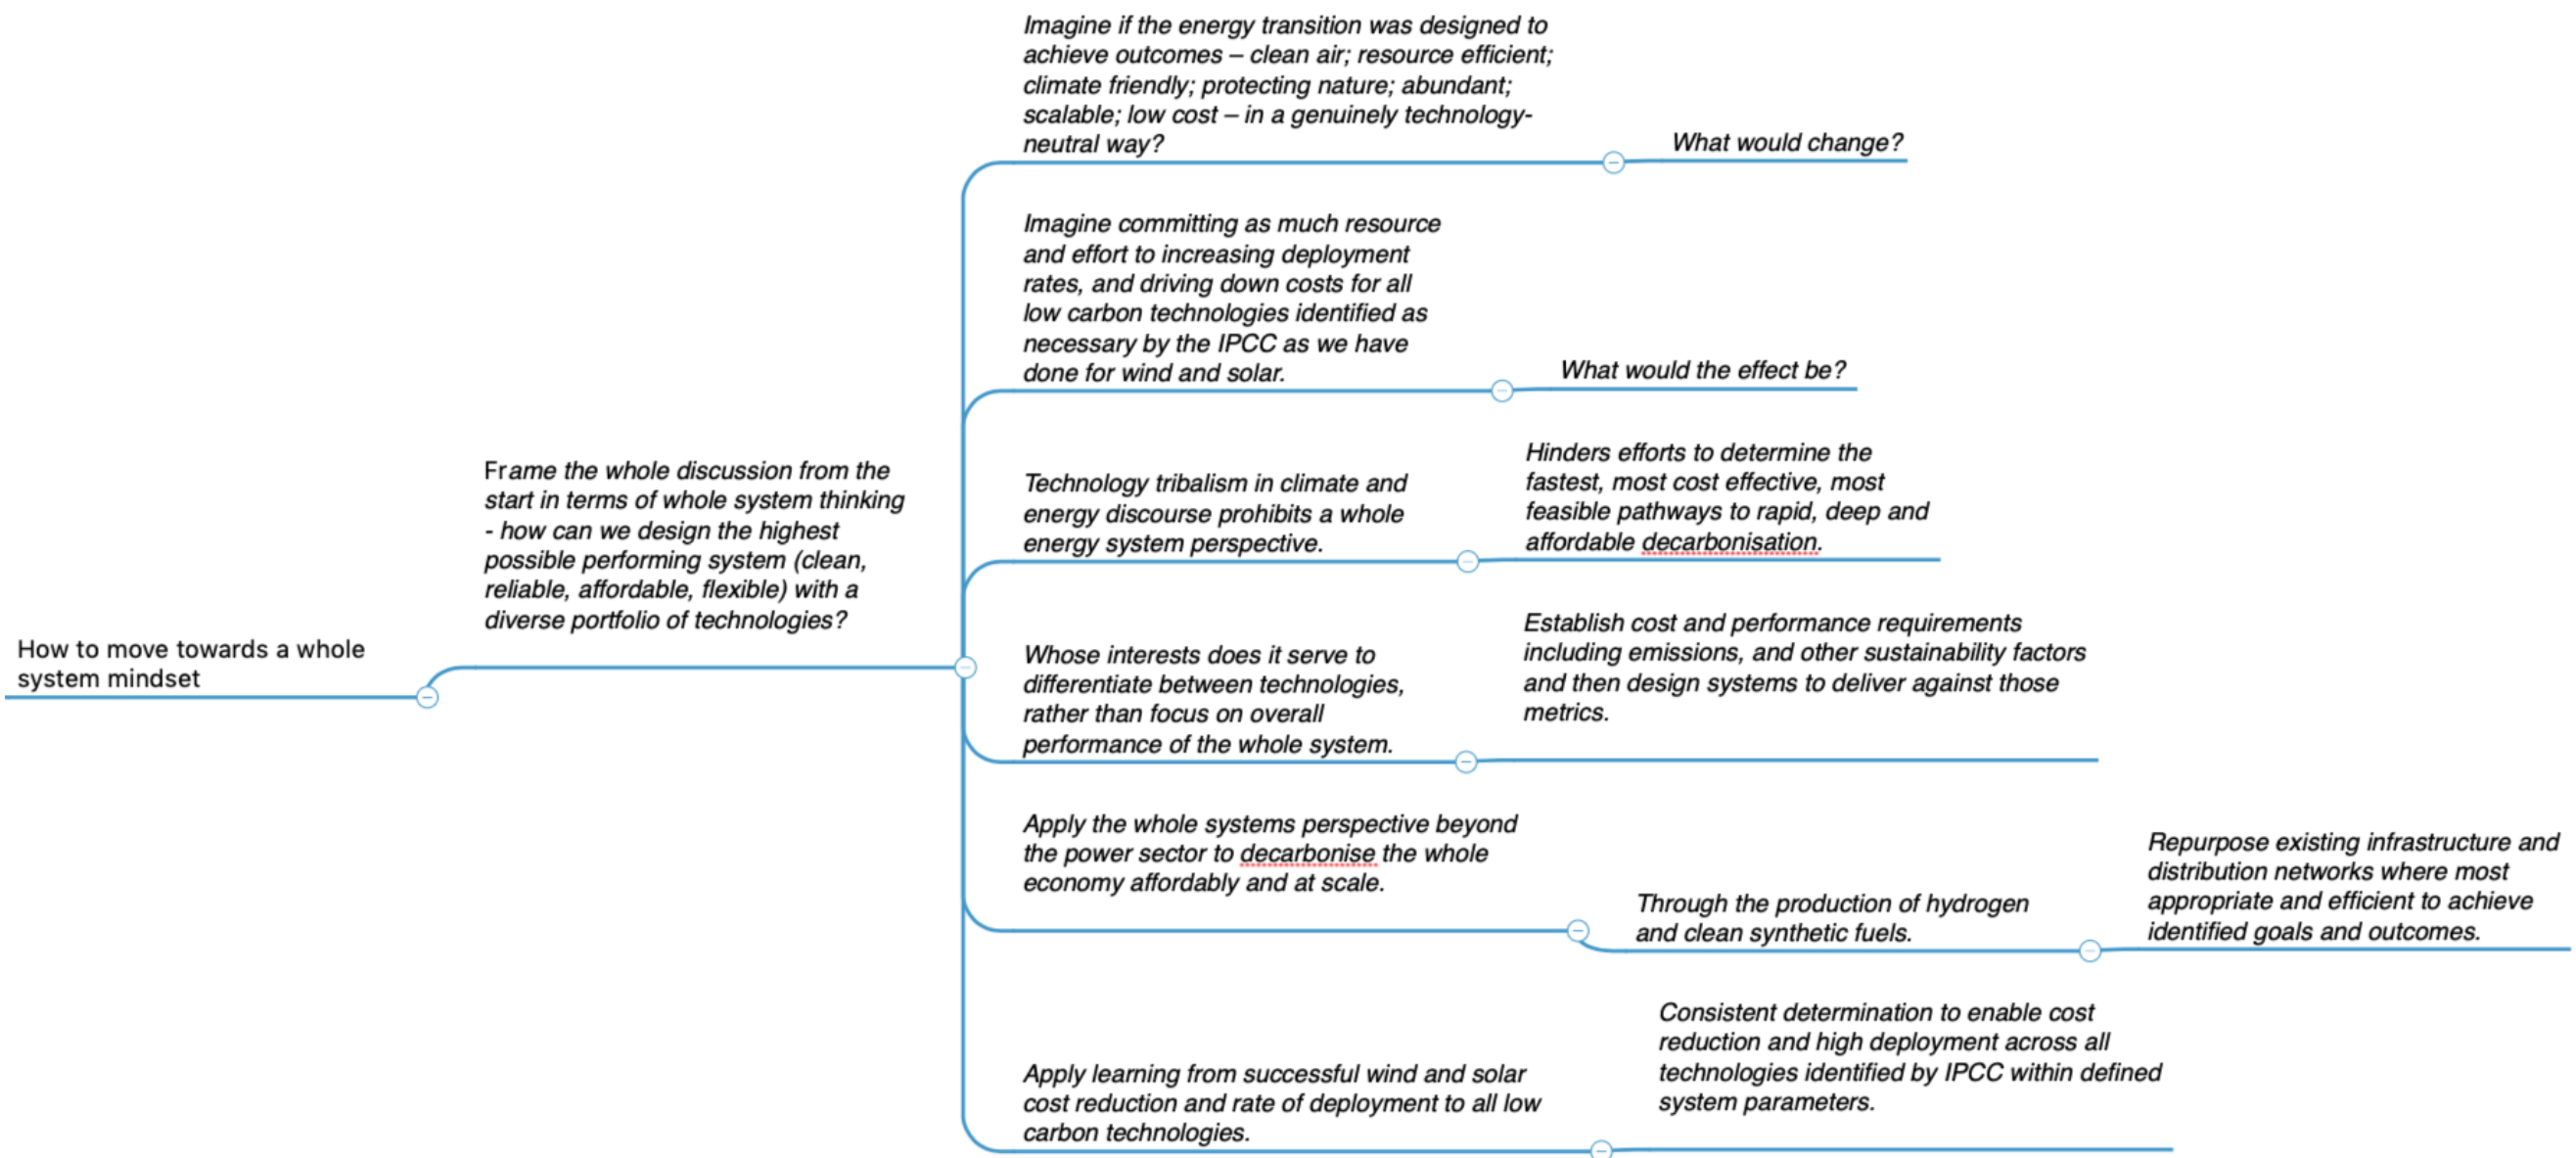 How to move towards a whole
system mindset
Frame the whole discussion from the
start in terms of whole system thinking
- how can we design the highest
possible performing system (clean,
reliable, affordable, flexible) with a
diverse portfolio of technologies?
Imagine if the energy transition was designed to
achieve outcomes – clean air; resource efficient;
climate friendly; protecting nature; abundant;
scalable; low cost – in a genuinely technology-
neutral way?
What would change?
Imagine committing as much resource
and effort to increasing deployment
rates, and driving down costs for all
low carbon technologies identified as
necessary by the IPCC as we have
done for wind and solar.
What would the effect be?
Technology tribalism in climate and
energy discourse prohibits a whole
energy system perspective.
Hinders efforts to determine the
fastest, most cost effective, most
feasible pathways to rapid, deep and
affordable decarbonisation.
Whose interests does it serve to
differentiate between technologies,
rather than focus on overall
performance of the whole system.
Establish cost and performance requirements
including emissions, and other sustainability factors
and then design systems to deliver against those
metrics.
Apply the whole systems perspective beyond
the power sector to decarbonise the whole
economy affordably and at scale.
Through the production of hydrogen
and clean synthetic fuels.
Repurpose existing infrastructure and
distribution networks where most
appropriate and efficient to achieve
identified goals and outcomes.
Apply learning from successful wind and solar
cost reduction and rate of deployment to all low
carbon technologies.
Consistent determination to enable cost
reduction and high deployment across all
technologies identified by IPCC within defined
system parameters.